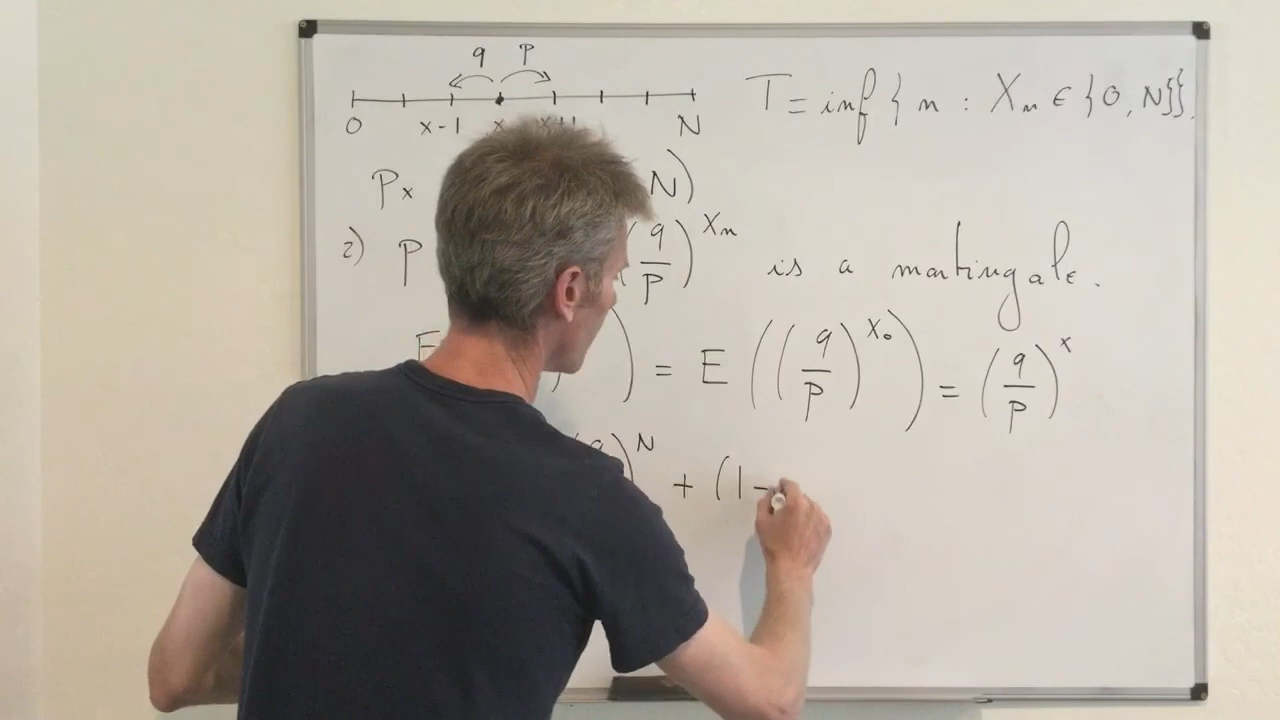 q p
0 x-1 x x+1 N
T = inf { n : Xₙ ∈ {0, N}}.
Pₓ N)
2) P (q/p)^Xₙ is a martingale.
E ) = E ((q/p)^X₀) = (q/p)^x
)^N + (1-